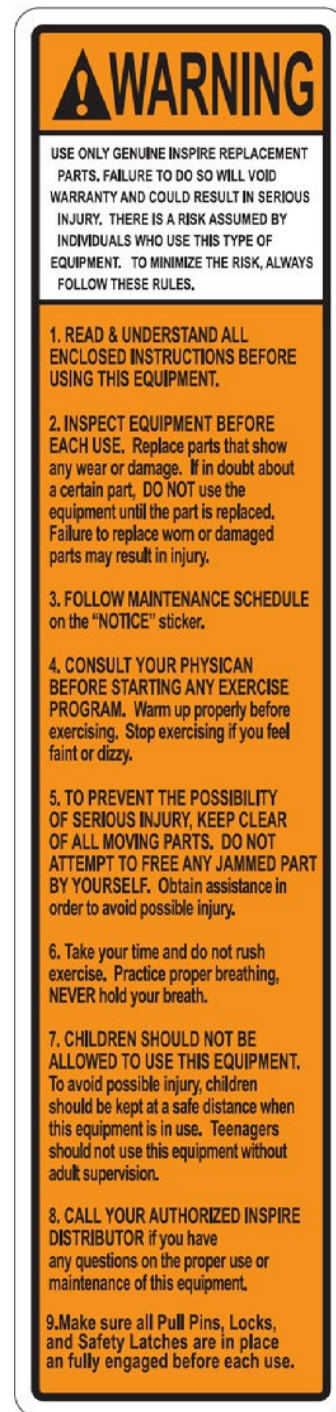 WARNING
USE ONLY GENUINE INSPIRE REPLACEMENT
PARTS. FAILURE TO DO SO WILL VOID
WARRANTY AND COULD RESULT IN SERIOUS
INJURY. THERE IS A RISK ASSUMED BY
INDIVIDUALS WHO USE THIS TYPE OF
EQUIPMENT. TO MINIMIZE THE RISK, ALWAYS
FOLLOW THESE RULES.
1. READ & UNDERSTAND ALL
ENCLOSED INSTRUCTIONS BEFORE
USING THIS EQUIPMENT.
2. INSPECT EQUIPMENT BEFORE
EACH USE. Replace parts that show
any wear or damage. If in doubt about
a certain part, DO NOT use the
equipment until the part is replaced.
Failure to replace worn or damaged
parts may result in injury.
3. FOLLOW MAINTENANCE SCHEDULE
on the “NOTICE” sticker.
4. CONSULT YOUR PHYSICAN
BEFORE STARTING ANY EXERCISE
PROGRAM. Warm up properly before
exercising. Stop exercising if you feel
faint or dizzy.
5. TO PREVENT THE POSSIBILITY
OF SERIOUS INJURY, KEEP CLEAR
OF ALL MOVING PARTS. DO NOT
ATTEMPT TO FREE ANY JAMMED PART
BY YOURSELF. Obtain assistance in
order to avoid possible injury.
6. Take your time and do not rush
exercise. Practice proper breathing,
NEVER hold your breath.
7. CHILDREN SHOULD NOT BE
ALLOWED TO USE THIS EQUIPMENT.
To avoid possible injury, children
should be kept at a safe distance when
this equipment is in use. Teenagers
should not use this equipment without
adult supervision.
8. CALL YOUR AUTHORIZED INSPIRE
DISTRIBUTOR if you have
any questions on the proper use or
maintenance of this equipment.
9.Make sure all Pull Pins, Locks,
and Safety Latches are in place
an fully engaged before each use.